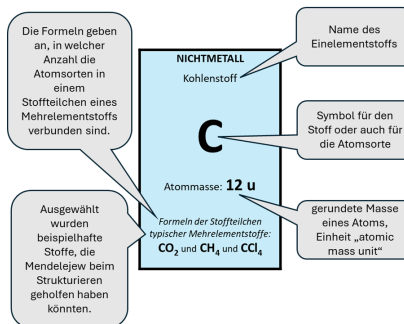 Die Formeln geben
an, in welcher
Anzahl die
Atomsorten in
einem
Stoffteilchen eines
Mehrelementstoffs
verbunden sind.
NICHTMETALL
Kohlenstoff
C
Atommasse: 12 u
Formeln der Stoffteilchen
typischer Mehrelementstoffe:
CO₂ und CH₄ und CCl₄
Name des
Einelementstoffs
Symbol für den
Stoff oder auch für
die Atomsorte
gerundete Masse
eines Atoms,
Einheit „atomic
mass unit“
Ausgewählt
wurden
beispielhafte
Stoffe, die
Mendelejew beim
Strukturieren
geholfen haben
könnten.